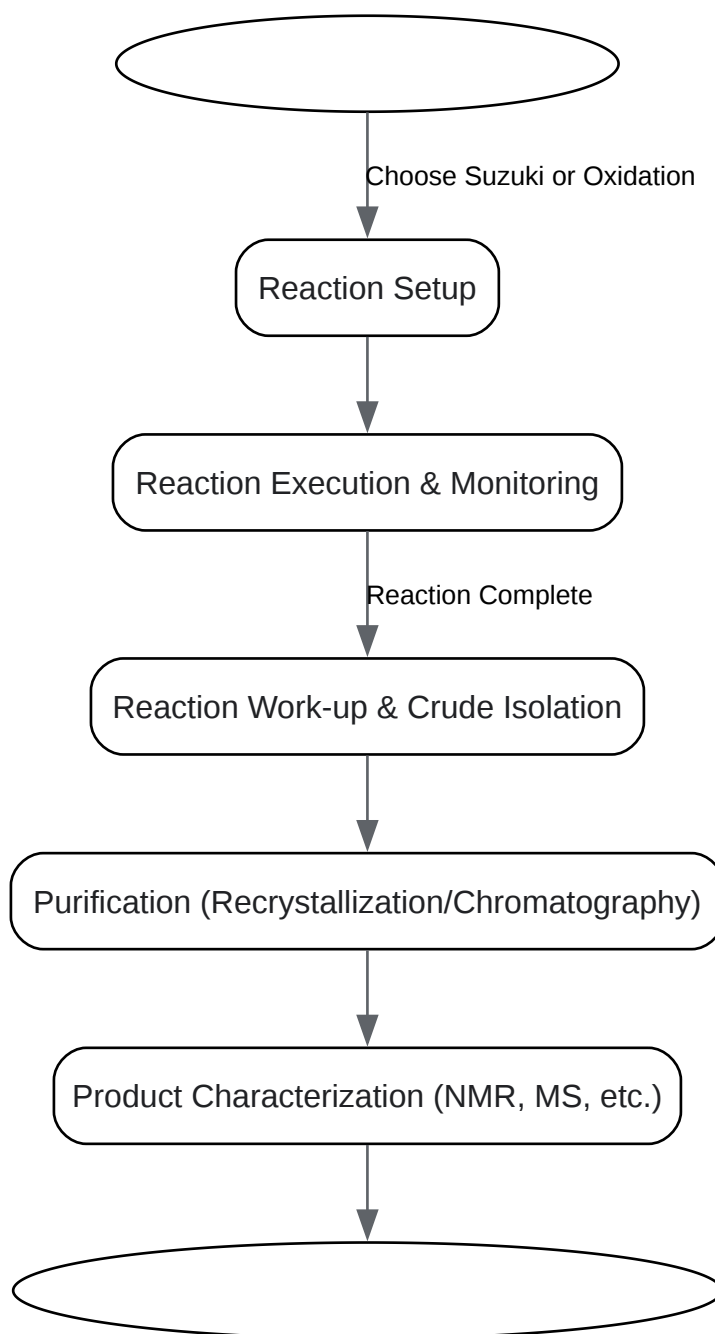 Choose Suzuki or Oxidation
Reaction Setup
Reaction Execution & Monitoring
Reaction Complete
Reaction Work-up & Crude Isolation
Purification (Recrystallization/Chromatography)
Product Characterization (NMR, MS, etc.)